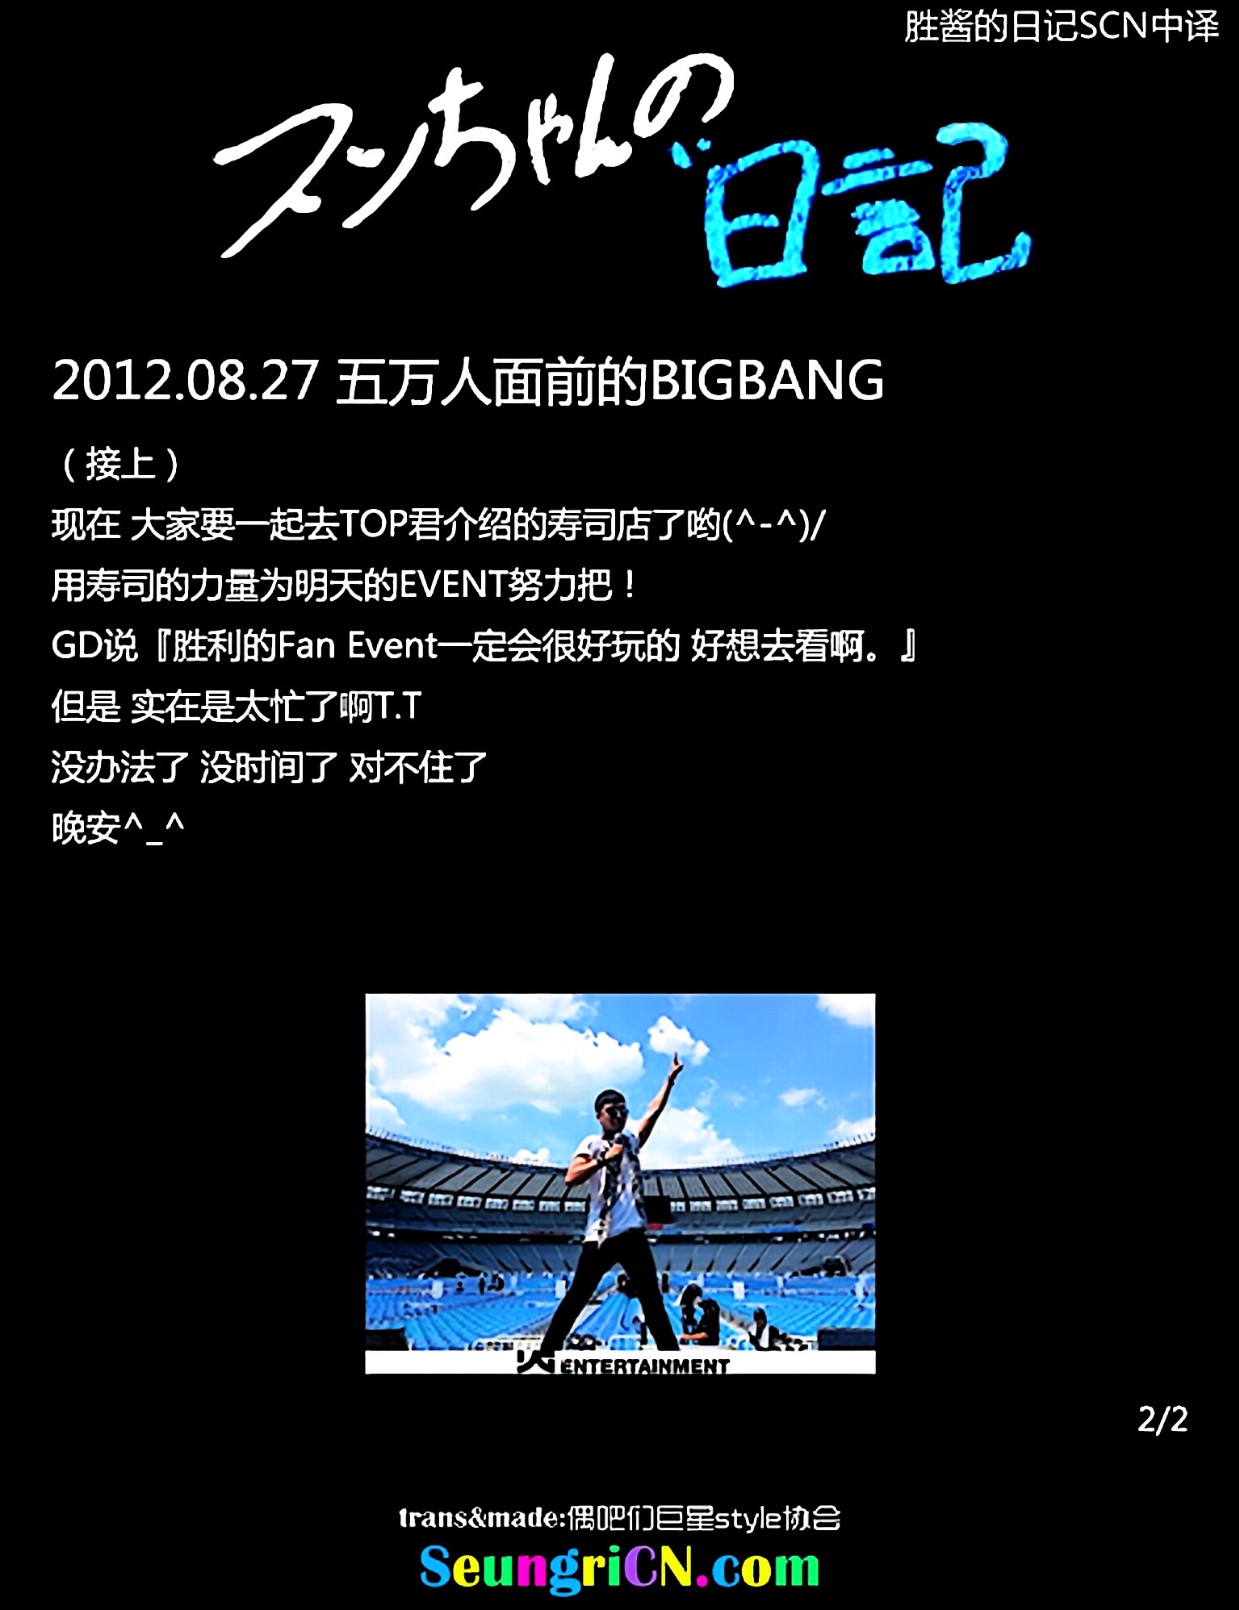 胜酱的日记SCN中译
スンちゃんの
日記
2012.08.27 五万人面前的BIGBANG
（接上）
现在 大家要一起去TOP君介绍的寿司店了哟(^-^)/
用寿司的力量为明天的EVENT努力把！
GD说『胜利的Fan Event一定会很好玩的 好想去看啊。』
但是 实在是太忙了啊T.T
没办法了 没时间了 对不住了
晚安^_^
YG ENTERTAINMENT
2/2
trans&made:偶吧们巨星style协会
SeungriCN.com